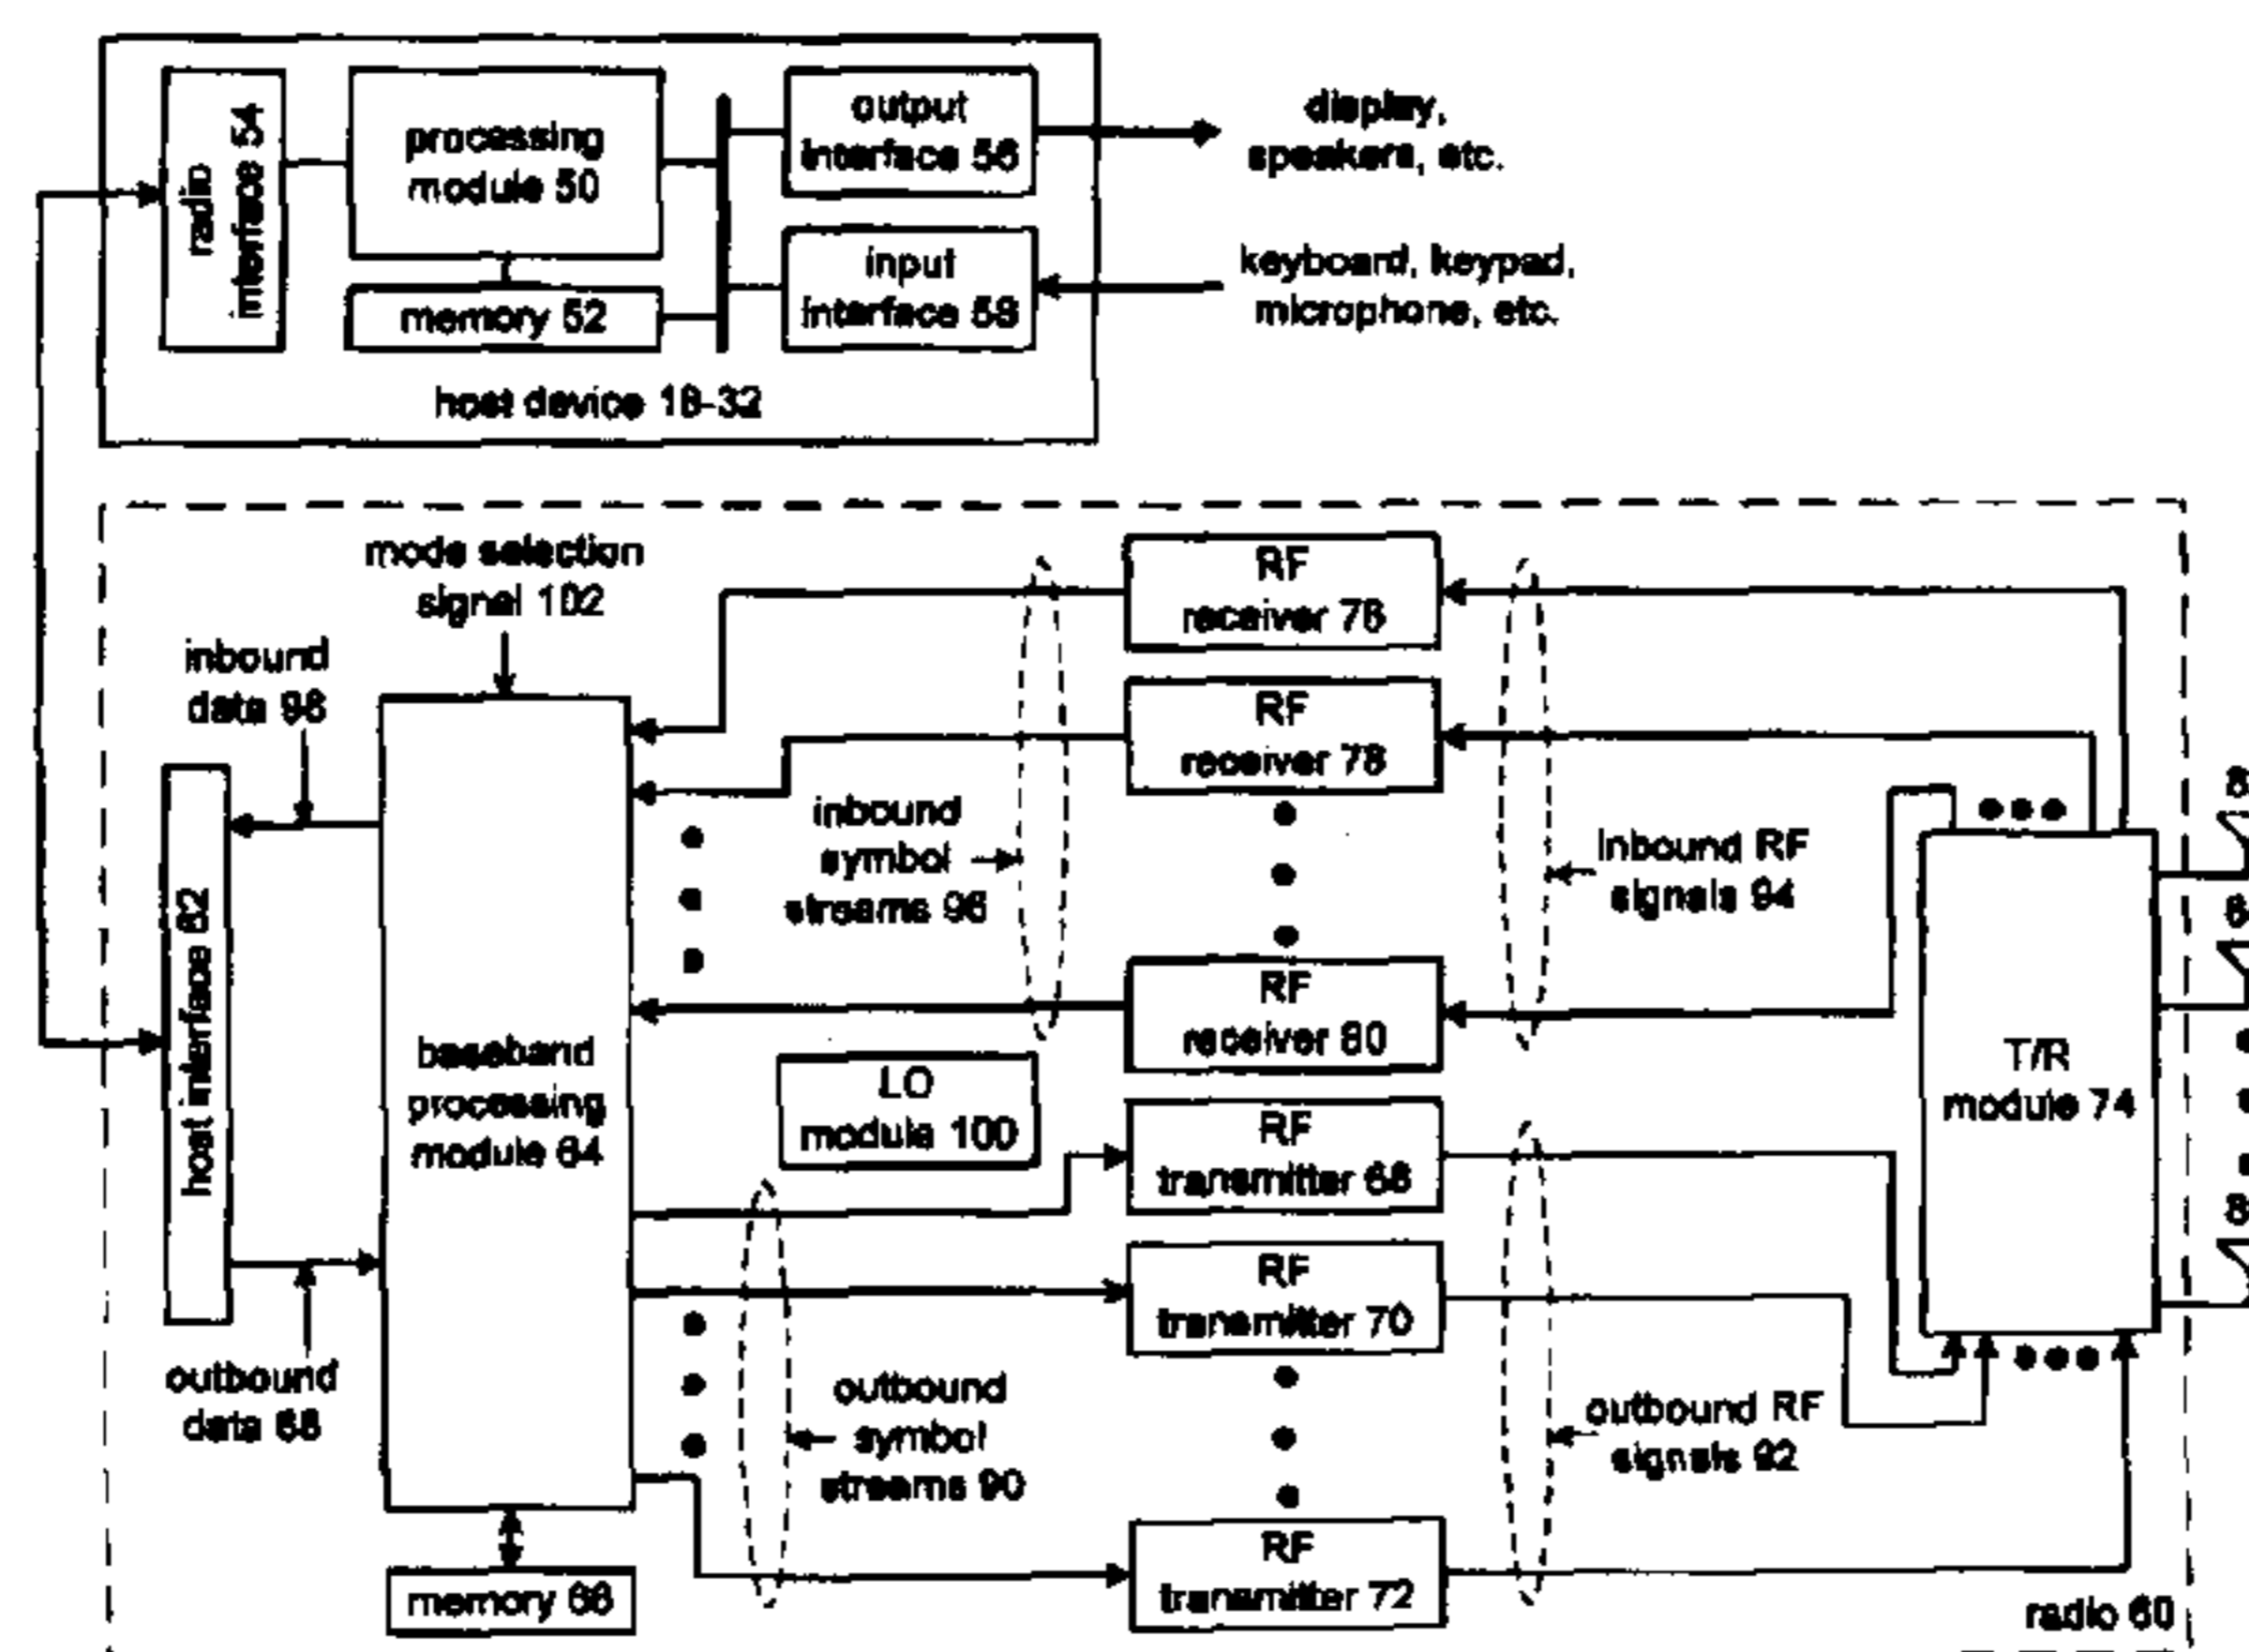 radio
interface 54
processing
module 50
memory 52
output
interface 56
input
interface 58
display,
speakers, etc.
keyboard, keypad,
microphone, etc.
host device 18-32
mode selection
signal 102
inbound
data 98
host interface 62
outbound
data 88
baseband
processing
module 64
memory 66
inbound
symbol
streams 96
LO
module 100
outbound
symbol
streams 90
RF
receiver 76
RF
receiver 78
RF
receiver 80
RF
transmitter 68
RF
transmitter 70
RF
transmitter 72
inbound RF
signals 94
outbound RF
signals 92
T/R
module 74
radio 60